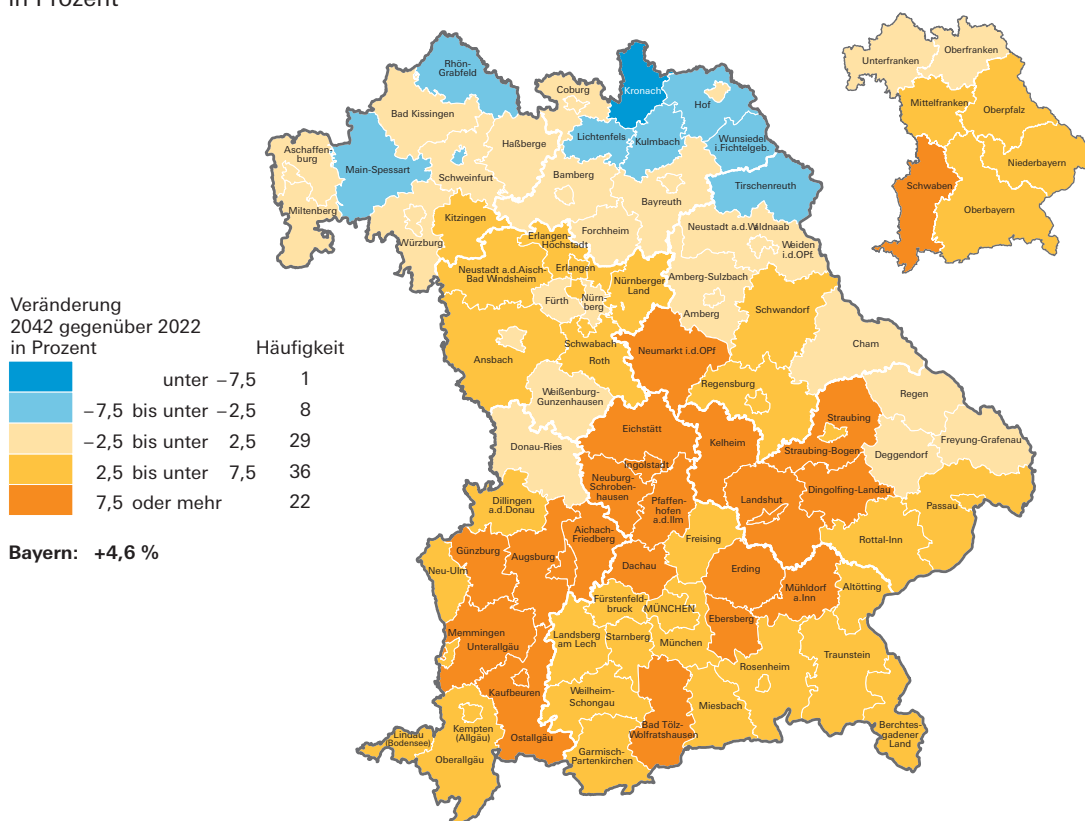 in Prozent
Rhön-
Grabfeld
Coburg
Kronach
Hof
Bad Kissingen
Lichtenfels
Kulmbach
Wunsiedel
i.Fichtelgeb.
Aschaffen-
burg
Main-Spessart
Haßberge
Schweinfurt
Bamberg
Tirschenreuth
Bayreuth
Miltenberg
Würzburg
Kitzingen
Forchheim
Neustadt a.d.Waldnaab
Erlangen-
Höchstadt
Weiden
i.d.OPf.
Neustadt a.d.Aisch-
Bad Windsheim
Erlangen
Nürnberger
Land
Amberg-Sulzbach
Fürth
Nürn-
berg
Amberg
Schwandorf
Ansbach
Schwabach
Roth
Neumarkt i.d.OPf
Cham
Weißenburg-
Gunzenhausen
Regensburg
Regen
Donau-Ries
Eichstätt
Kelheim
Straubing
Freyung-Grafenau
Straubing-Bogen
Deggendorf
Ingolstadt
Neuburg-
Schroben-
hausen
Pfaffen-
hofen
a.d.Ilm
Landshut
Dingolfing-Landau
Dillingen
a.d.Donau
Passau
Aichach-
Friedberg
Freising
Rottal-Inn
Günzburg
Augsburg
Neu-Ulm
Dachau
Erding
Mühldorf
a.Inn
Altötting
Fürstenfeld-
bruck
MÜNCHEN
Ebersberg
Memmingen
Unterallgäu
Landsberg
am Lech
Starnberg
München
Traunstein
Rosenheim
Kaufbeuren
Weilheim-
Schongau
Miesbach
Kempten
(Allgäu)
Ostallgäu
Bad Tölz-
Wolfratshausen
Berchtes-
gadener
Land
Lindau
(Bodensee)
Oberallgäu
Garmisch-
Partenkirchen
Unterfranken
Oberfranken
Mittelfranken
Oberpfalz
Niederbayern
Schwaben
Oberbayern
Veränderung
2042 gegenüber 2022
in Prozent Häufigkeit
unter −7,5 1
−7,5 bis unter −2,5 8
−2,5 bis unter 2,5 29
2,5 bis unter 7,5 36
7,5 oder mehr 22
Bayern: +4,6 %